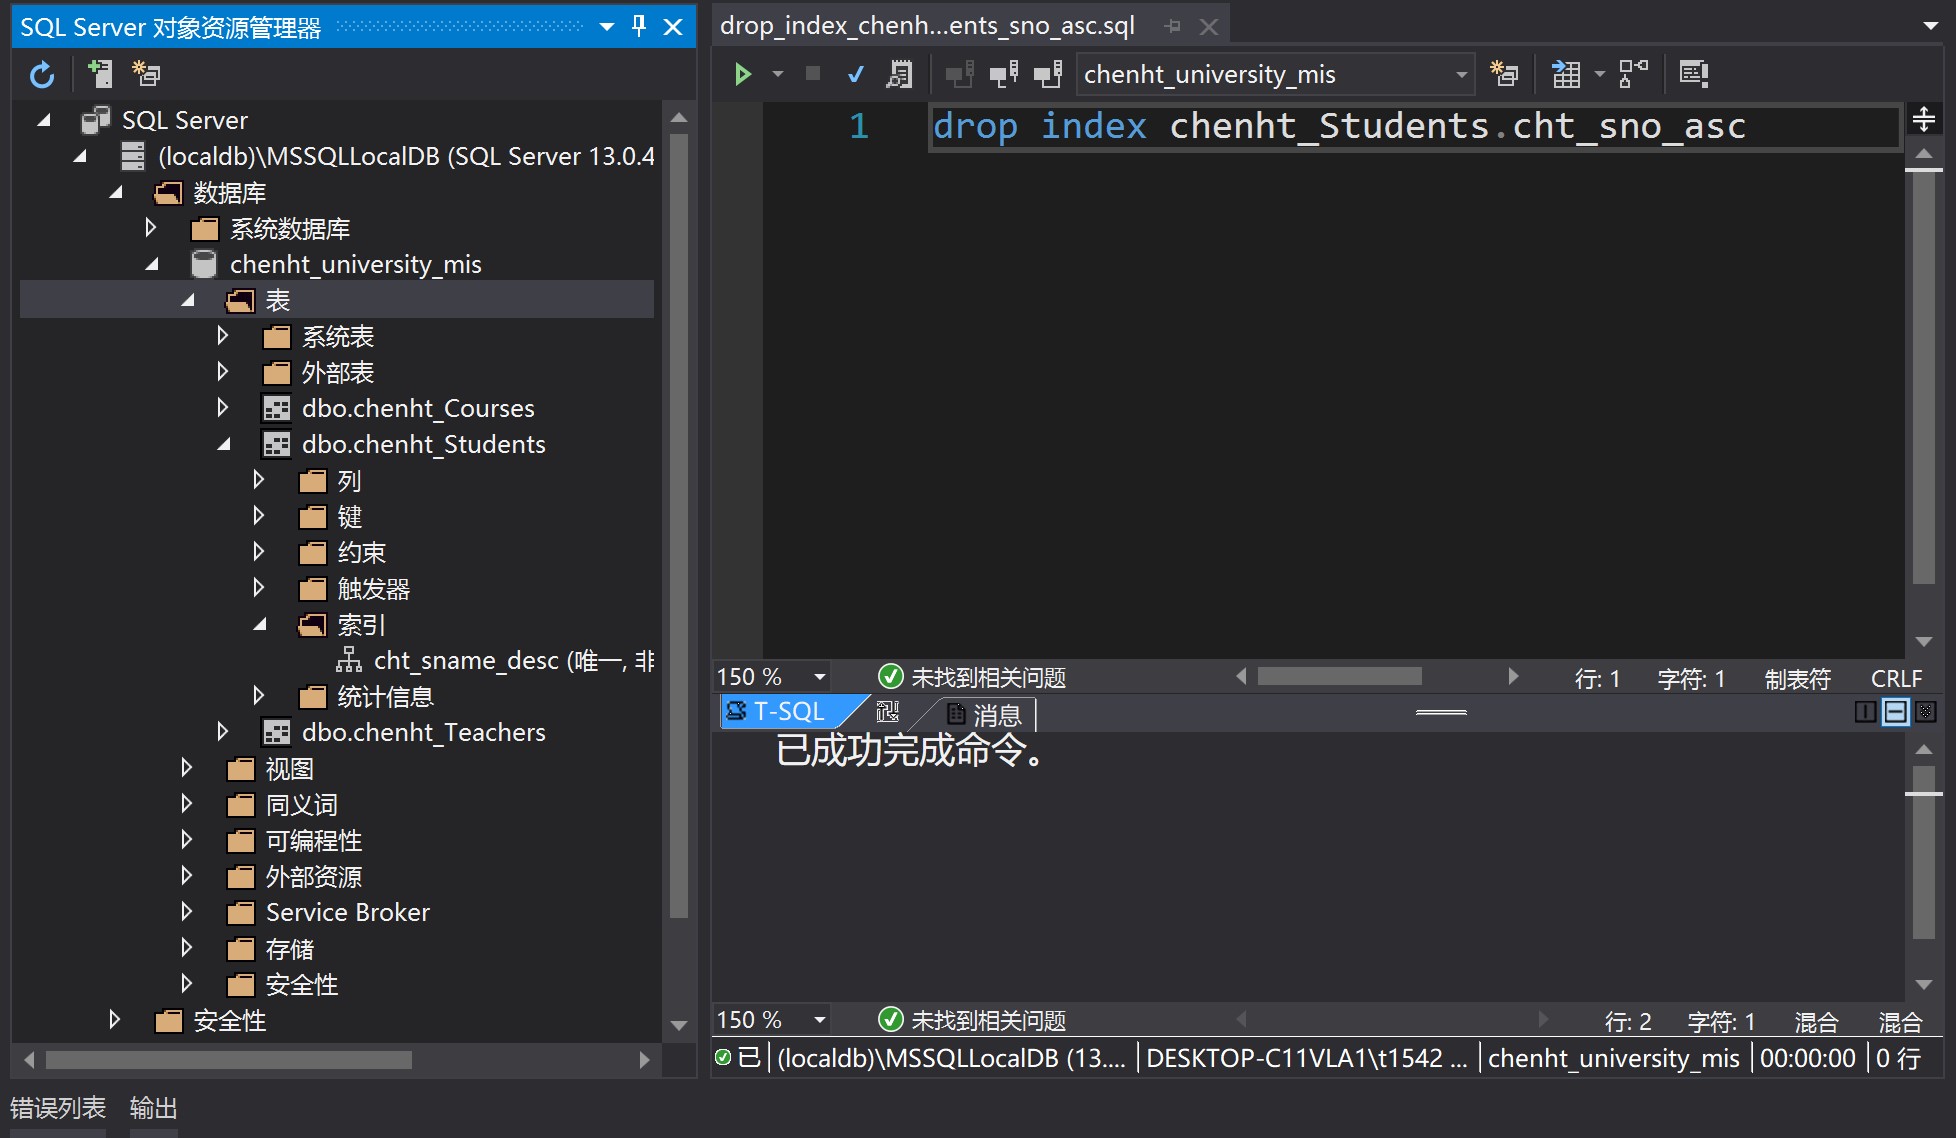 SQL Server 对象资源管理器
SQL Server
(localdb)\MSSQLLocalDB (SQL Server 13.0.4
数据库
系统数据库
chenht_university_mis
表
系统表
外部表
dbo.chenht_Courses
dbo.chenht_Students
列
键
约束
触发器
索引
cht_sname_desc (唯一, 非
统计信息
dbo.chenht_Teachers
视图
同义词
可编程性
外部资源
Service Broker
存储
安全性
安全性
错误列表 输出
drop_index_chenh...ents_sno_asc.sql
chenht_university_mis
1 drop index chenht_Students.cht_sno_asc
150 % 未找到相关问题 行: 1 字符: 1 制表符 CRLF
T-SQL 消息
已成功完成命令。
150 % 未找到相关问题 行: 2 字符: 1 混合 混合
已 (localdb)\MSSQLLocalDB (13.... DESKTOP-C11VLA1\t1542 ... chenht_university_mis 00:00:00 0 行